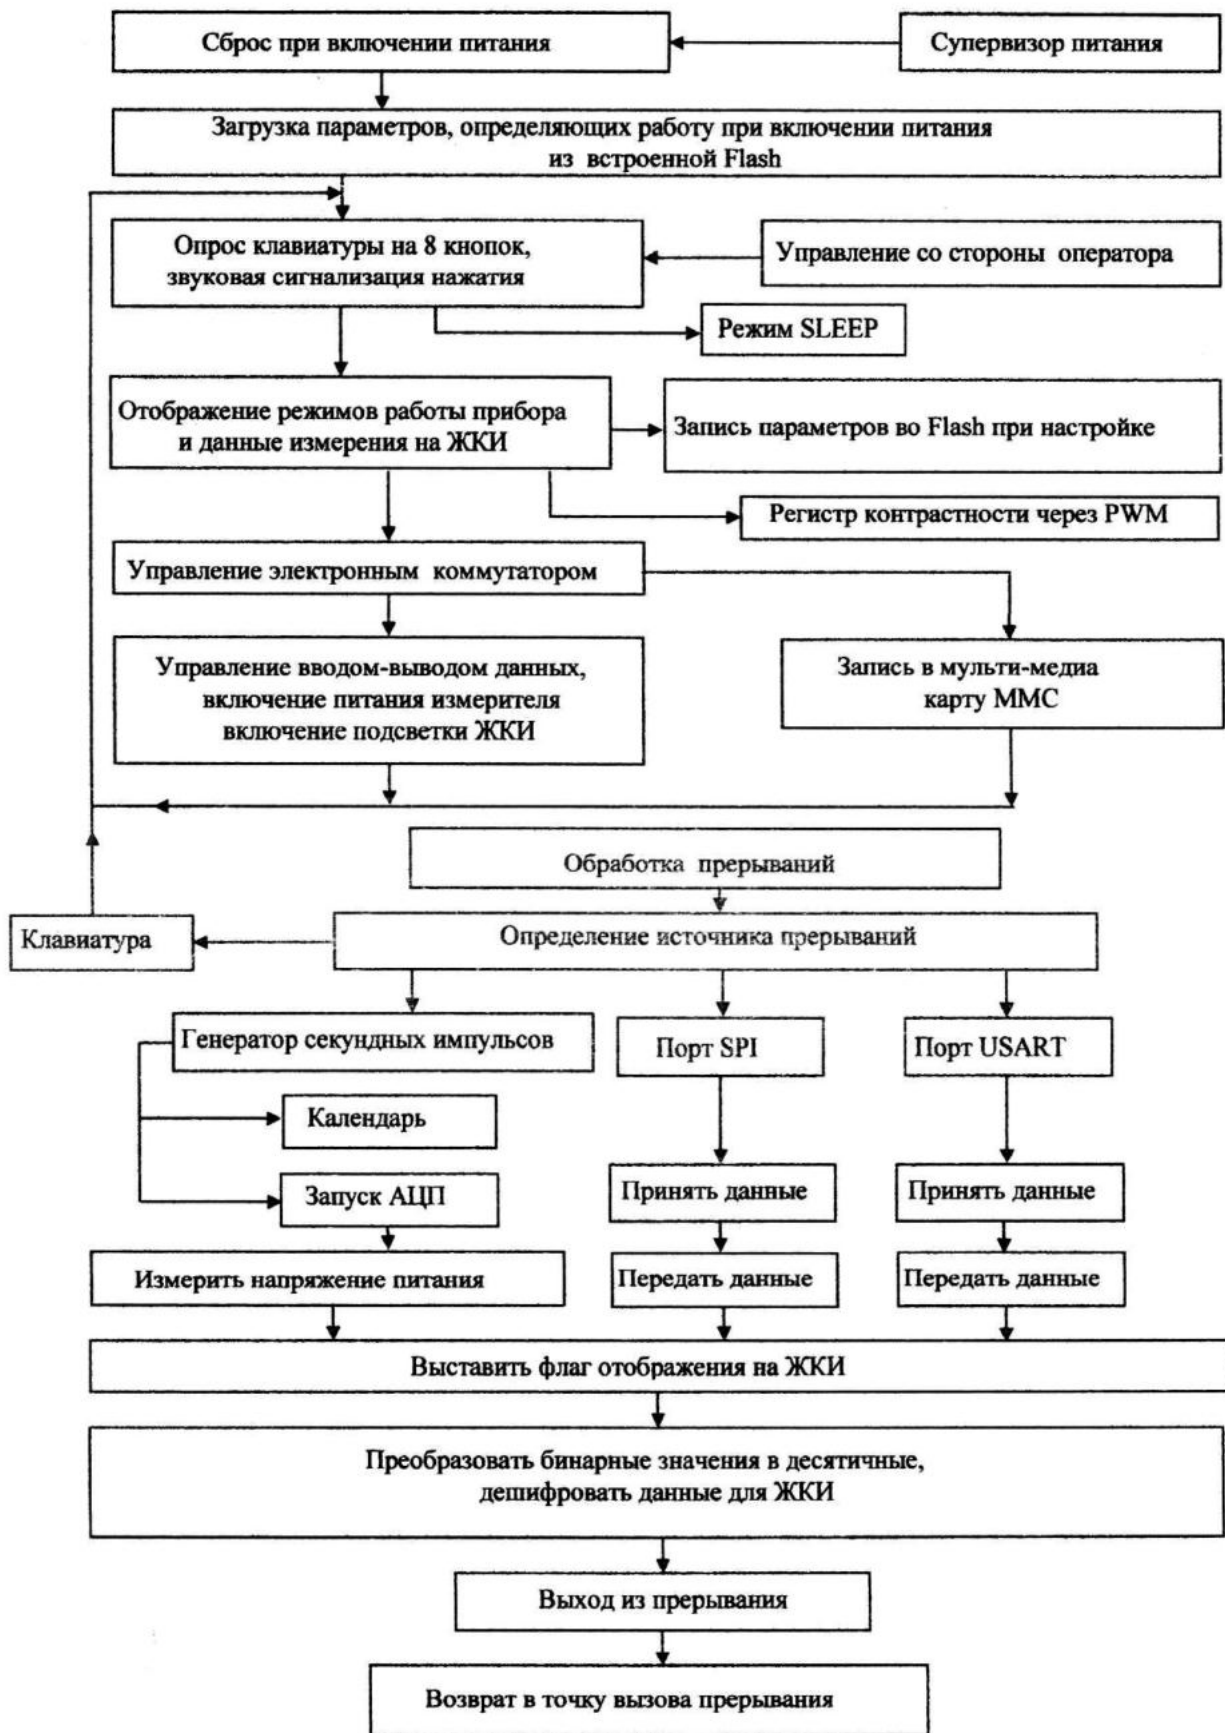 Сброс при включении питания
Супервизор питания
Загрузка параметров, определяющих работу при включении питания
из встроенной Flash
Опрос клавиатуры на 8 кнопок,
звуковая сигнализация нажатия
Управление со стороны оператора
Режим SLEEP
Отображение режимов работы прибора
и данные измерения на ЖКИ
Запись параметров во Flash при настройке
Регистр контрастности через PWM
Управление электронным коммутатором
Управление вводом-выводом данных,
включение питания измерителя
включение подсветки ЖКИ
Запись в мульти-медиа
карту MMC
Обработка прерываний
Клавиатура
Определение источника прерываний
Генератор секундных импульсов
Порт SPI
Порт USART
Календарь
Запуск АЦП
Принять данные
Принять данные
Измерить напряжение питания
Передать данные
Передать данные
Выставить флаг отображения на ЖКИ
Преобразовать бинарные значения в десятичные,
дешифровать данные для ЖКИ
Выход из прерывания
Возврат в точку вызова прерывания